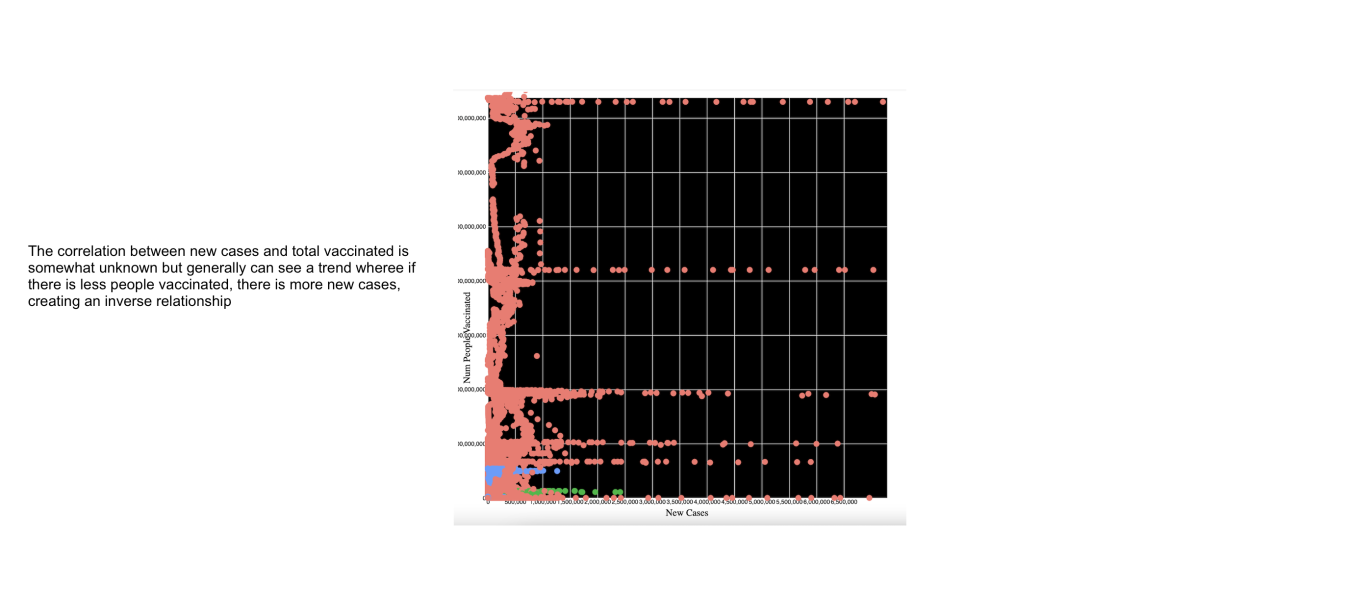 The correlation between new cases and total vaccinated is
somewhat unknown but generally can see a trend wheree if
there is less people vaccinated, there is more new cases,
creating an inverse relationship
Num People Vaccinated
0 500,000 1,000,000 1,500,000 2,000,000 2,500,000 3,000,000 3,500,000 4,000,000 4,500,000 5,000,000 5,500,000 6,000,000 6,500,000
New Cases